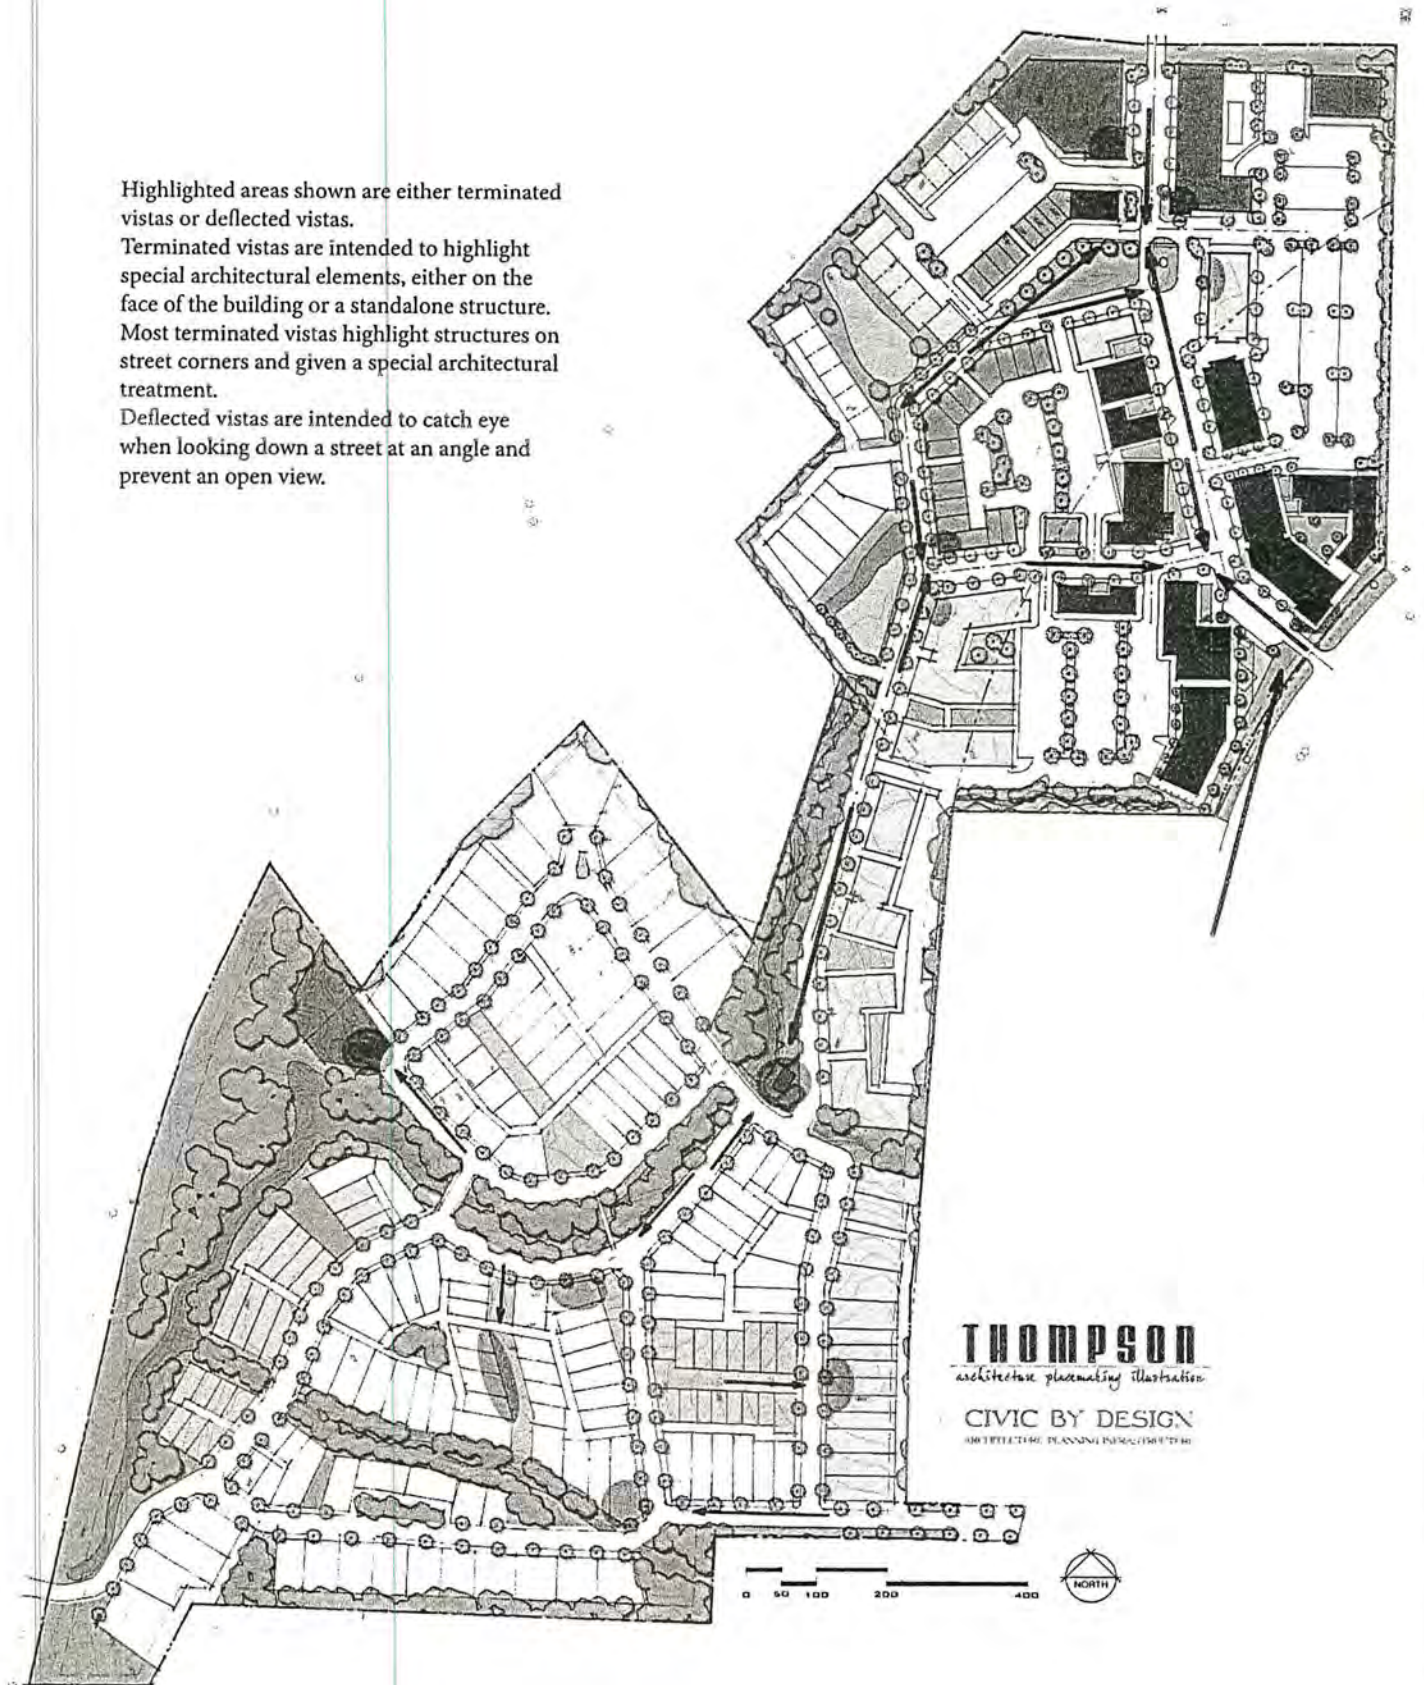 Highlighted areas shown are either terminated
vistas or deflected vistas.
Terminated vistas are intended to highlight
special architectural elements, either on the
face of the building or a standalone structure.
Most terminated vistas highlight structures on
street corners and given a special architectural
treatment.
Deflected vistas are intended to catch eye
when looking down a street at an angle and
prevent an open view.
THOMPSON
architecture placemaking illustration
CIVIC BY DESIGN
ARCHITECTURE PLANNING INFRASTRUCTURE
0 50 100 200 400
NORTH